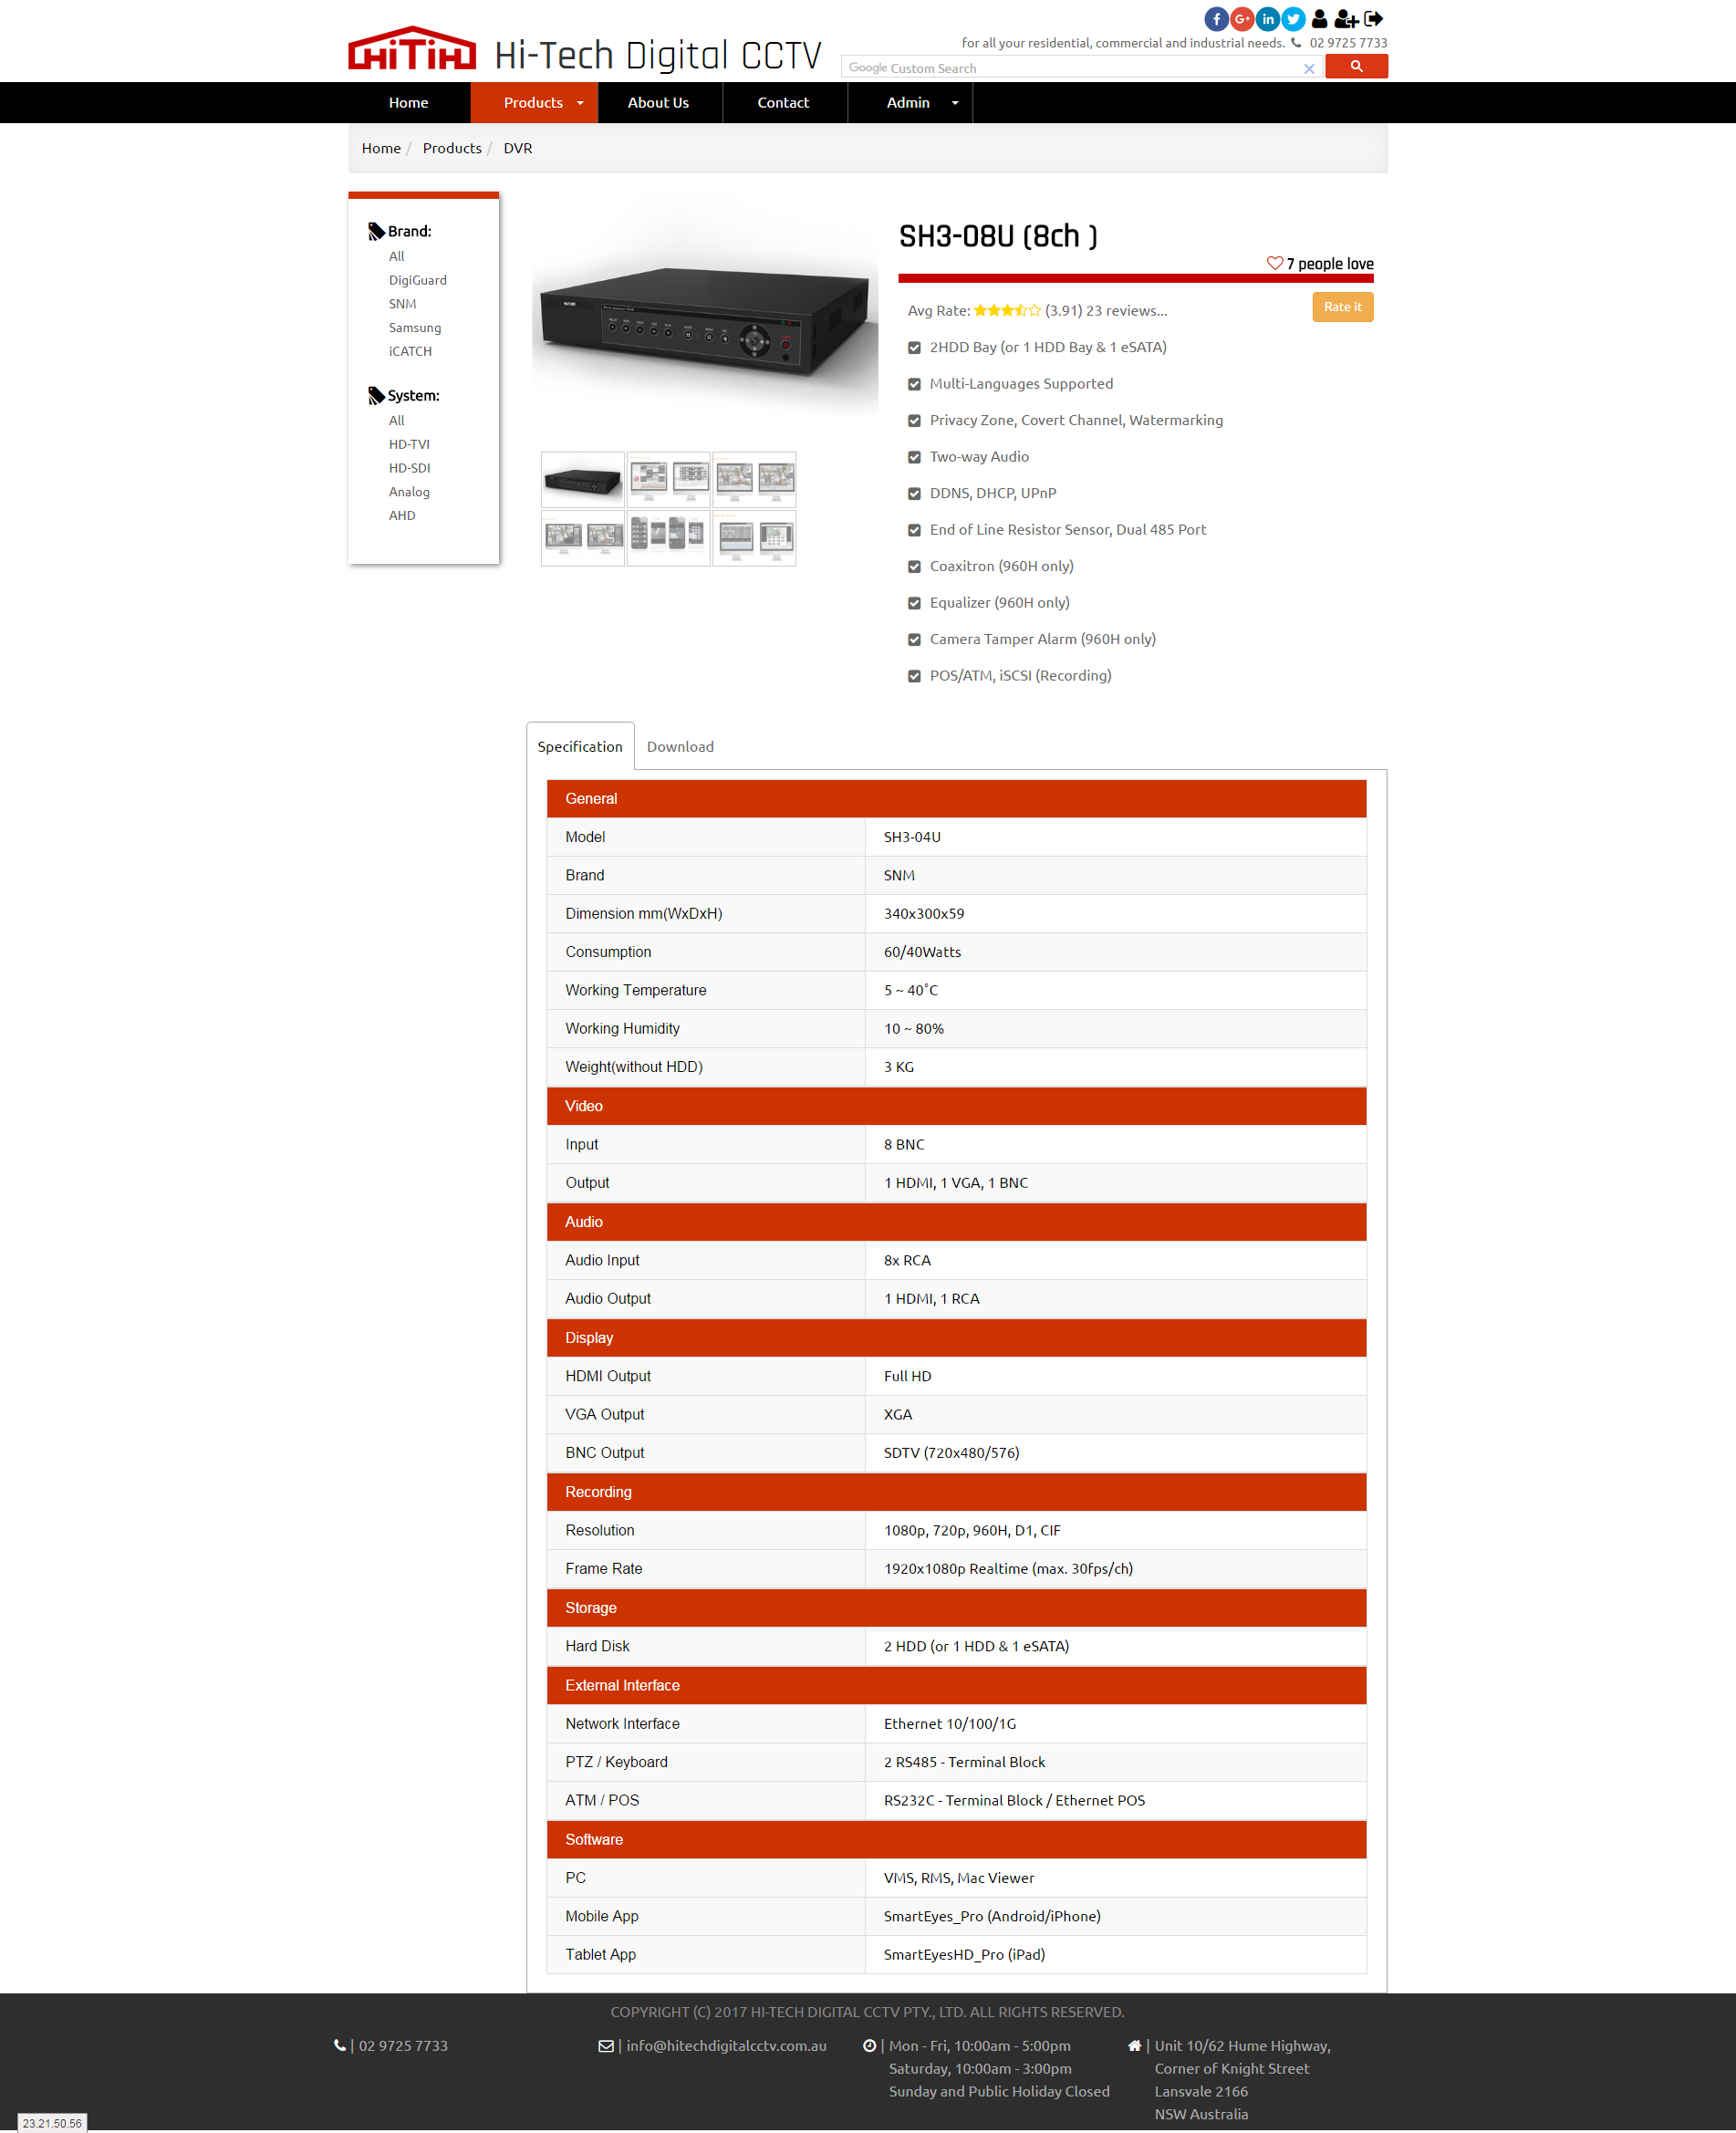 HiTiH Hi-Tech Digital CCTV
for all your residential, commercial and industrial needs. 02 9725 7733
Google Custom Search
Home Products About Us Contact Admin
Home / Products / DVR
Brand:
All
DigiGuard
SNM
Samsung
iCATCH
System:
All
HD-TVI
HD-SDI
Analog
AHD
SH3-08U (8ch )
7 people love
Avg Rate: (3.91) 23 reviews...
Rate it
2HDD Bay (or 1 HDD Bay & 1 eSATA)
Multi-Languages Supported
Privacy Zone, Covert Channel, Watermarking
Two-way Audio
DDNS, DHCP, UPnP
End of Line Resistor Sensor, Dual 485 Port
Coaxitron (960H only)
Equalizer (960H only)
Camera Tamper Alarm (960H only)
POS/ATM, iSCSI (Recording)
Specification Download
General
Model SH3-04U
Brand SNM
Dimension mm(WxDxH) 340x300x59
Consumption 60/40Watts
Working Temperature 5 ~ 40˚C
Working Humidity 10 ~ 80%
Weight(without HDD) 3 KG
Video
Input 8 BNC
Output 1 HDMI, 1 VGA, 1 BNC
Audio
Audio Input 8x RCA
Audio Output 1 HDMI, 1 RCA
Display
HDMI Output Full HD
VGA Output XGA
BNC Output SDTV (720x480/576)
Recording
Resolution 1080p, 720p, 960H, D1, CIF
Frame Rate 1920x1080p Realtime (max. 30fps/ch)
Storage
Hard Disk 2 HDD (or 1 HDD & 1 eSATA)
External Interface
Network Interface Ethernet 10/100/1G
PTZ / Keyboard 2 RS485 - Terminal Block
ATM / POS RS232C - Terminal Block / Ethernet POS
Software
PC VMS, RMS, Mac Viewer
Mobile App SmartEyes_Pro (Android/iPhone)
Tablet App SmartEyesHD_Pro (iPad)
COPYRIGHT (C) 2017 HI-TECH DIGITAL CCTV PTY., LTD. ALL RIGHTS RESERVED.
| 02 9725 7733
| info@hitechdigitalcctv.com.au
| Mon - Fri, 10:00am - 5:00pm
Saturday, 10:00am - 3:00pm
Sunday and Public Holiday Closed
| Unit 10/62 Hume Highway,
Corner of Knight Street
Lansvale 2166
NSW Australia
23.21.50.56